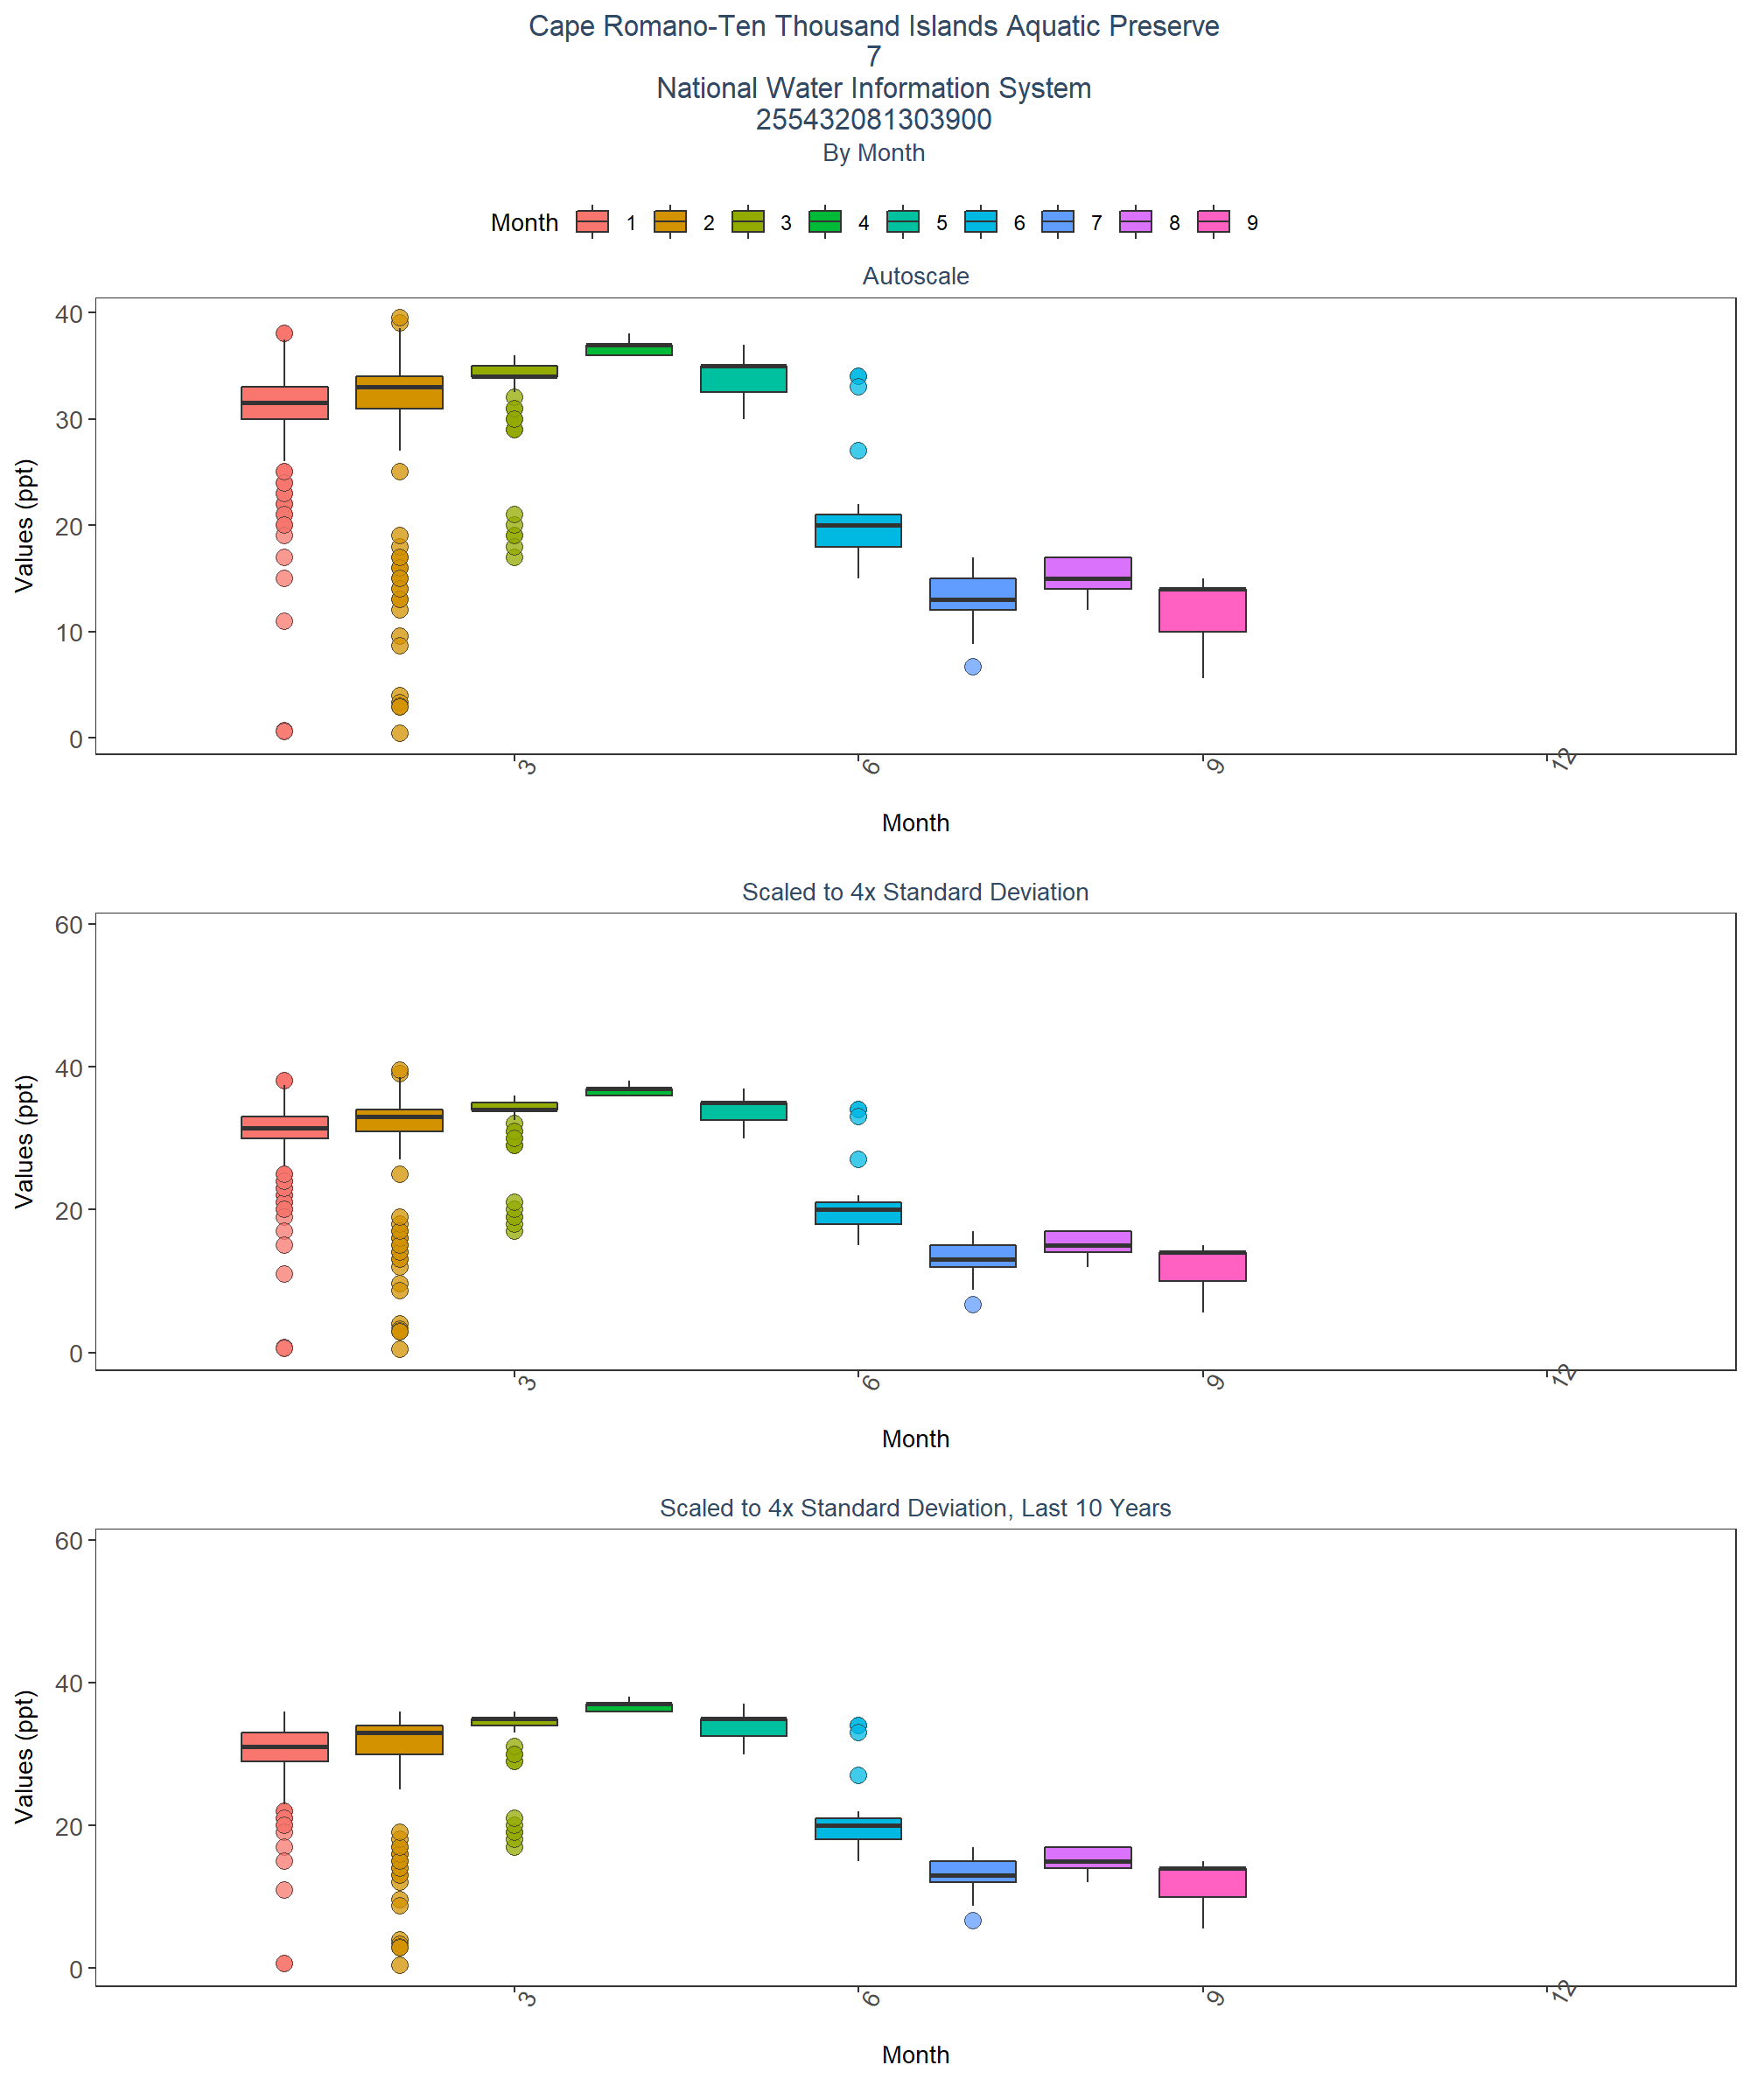 Cape Romano-Ten Thousand Islands Aquatic Preserve
7
National Water Information System
255432081303900
By Month
Month 1 2 3 4 5 6 7 8 9
Autoscale
Values (ppt)
40
30
20
10
0
3 6 9 12
Month
Scaled to 4x Standard Deviation
Values (ppt)
60
40
20
0
3 6 9 12
Month
Scaled to 4x Standard Deviation, Last 10 Years
Values (ppt)
60
40
20
0
3 6 9 12
Month